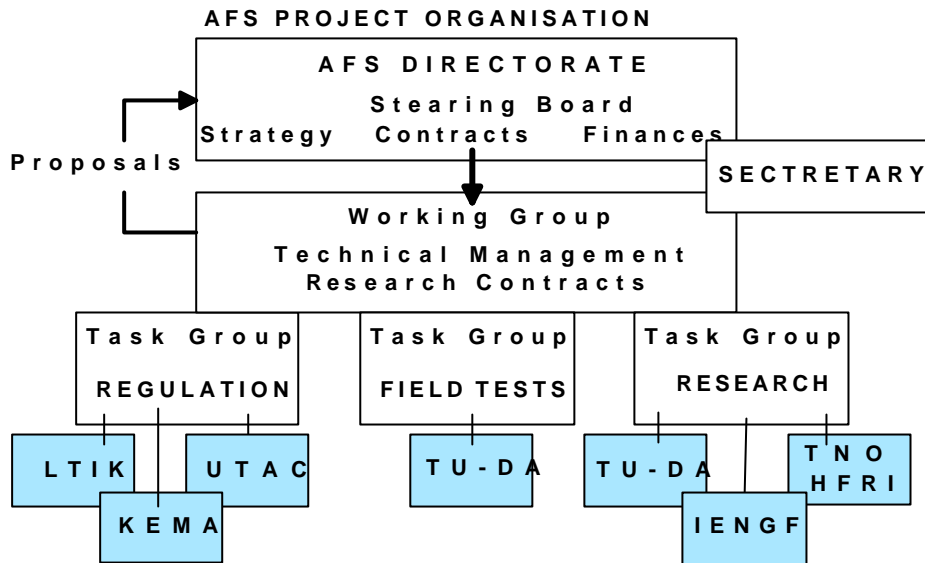 AFS PROJECT ORGANISATION
AFS DIRECTORATE
Stearing Board
Strategy Contracts Finances
Proposals
SECTRETARY
Working Group
Technical Management
Research Contracts
Task Group
REGULATION
Task Group
FIELD TESTS
Task Group
RESEARCH
LTIK
UTAC
KEMA
TU-DA
TU-DA
IENGF
TNO
HFRI